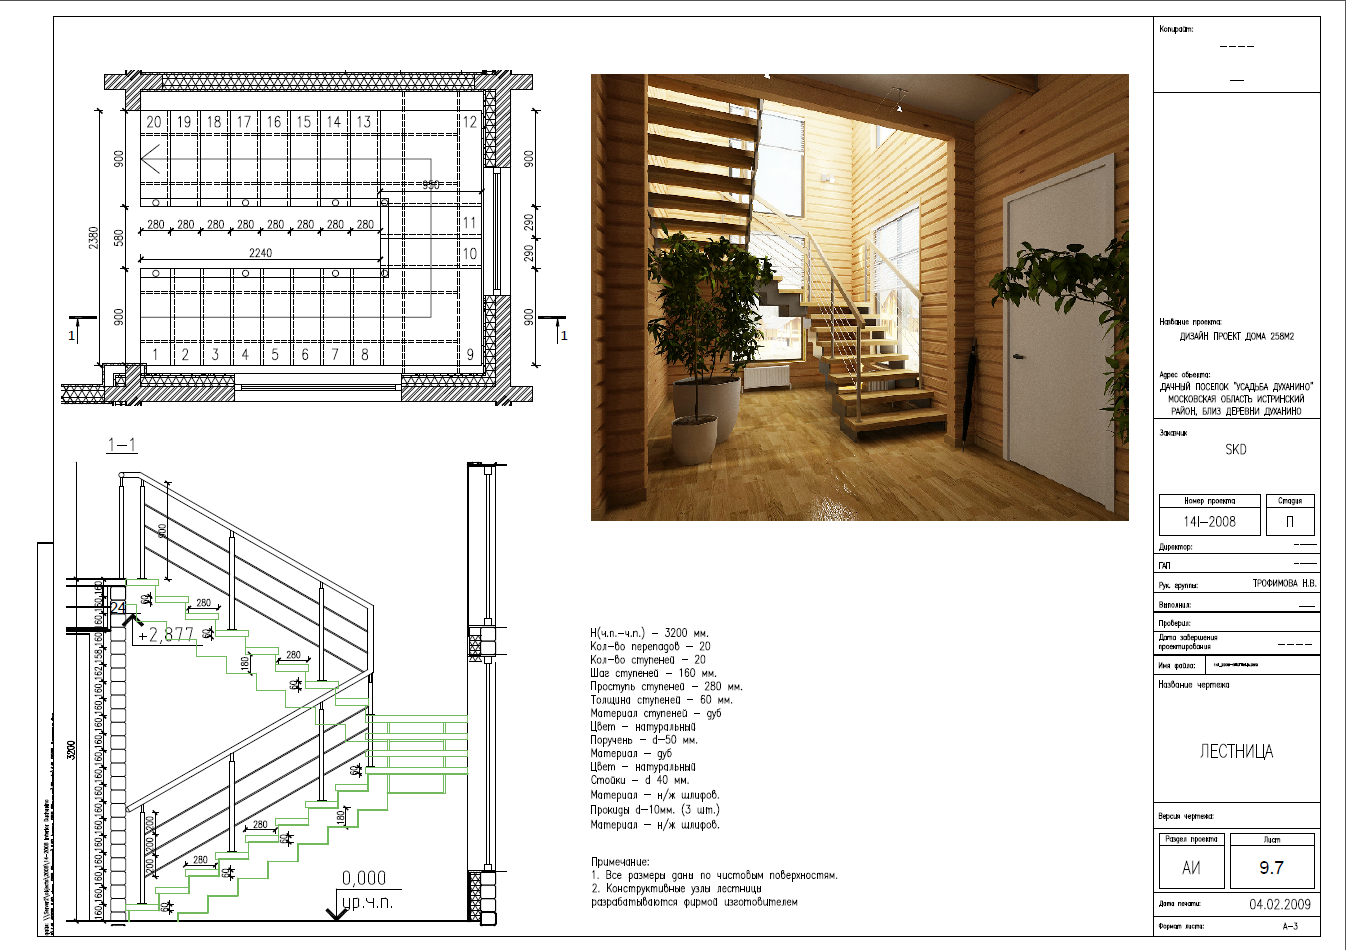 20 19 18 17 16 15 14 13 12
900
900
950
2380
580
280 280 280 280 280 280 280 280
11
290
2240
10
290
900
900
1
1
1 2 3 4 5 6 7 8 9
1-1
900
280
60
24
+2,877
60
280
180
60
3200
160 160 160 158 162 160 160 160 160 160 160 160 160 160 160
60
180
280
60
200
200
200
280
60
60
0,000
ур.ч.п.
Н(ч.п.-ч.п.) - 3200 мм.
Кол-во перепадов - 20
Кол-во ступеней - 20
Шаг ступеней - 160 мм.
Проступь ступеней - 280 мм.
Толщина ступеней - 60 мм.
Материал ступеней - дуб
Цвет - натуральный
Поручень - d-50 мм.
Материал - дуб
Цвет - натуральный
Стойки - d 40 мм.
Материал - н/ж шлифов.
Прокиды d-10мм. (3 шт.)
Материал - н/ж шлифов.
Примечание:
1. Все размеры даны по чистовым поверхностям.
2. Конструктивные узлы лестницы
разрабатываются фирмой изготовителем
Копирайт:
Название проекта:
ДИЗАЙН ПРОЕКТ ДОМА 258М2
Адрес объекта:
ДАЧНЫЙ ПОСЕЛОК "УСАДЬБА ДУХАНИНО"
МОСКОВСКАЯ ОБЛАСТЬ ИСТРИНСКИЙ
РАЙОН, БЛИЗ ДЕРЕВНИ ДУХАНИНО
Заказчик
SKD
Номер проекта Стадия
14I-2008 П
Директор:
ГАП
Рук. группы: ТРОФИМОВА Н.В.
Выполнил:
Проверил:
Дата завершения
проектирования
Имя файла:
Название чертежа
ЛЕСТНИЦА
Версия чертежа:
Раздел проекта Лист
АИ 9.7
Дата печати: 04.02.2009
Формат листа: А-3